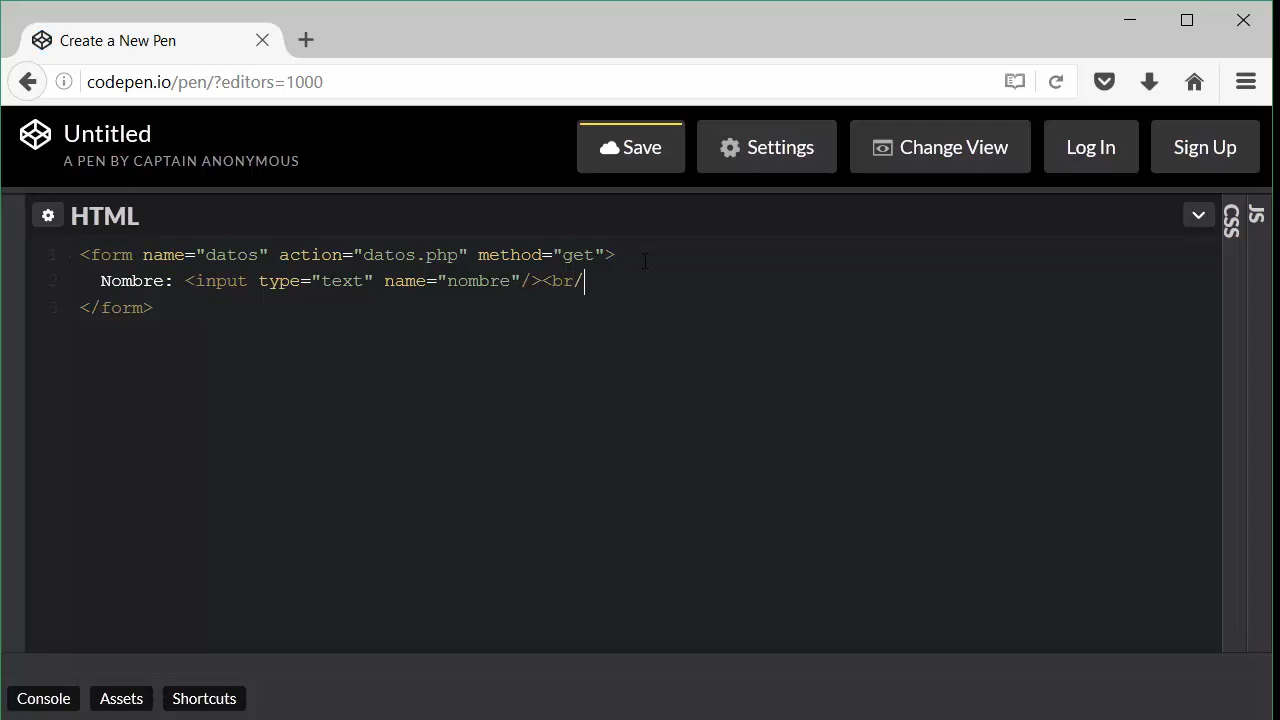 Create a New Pen
codepen.io/pen/?editors=1000
Untitled
A PEN BY CAPTAIN ANONYMOUS
Save
Settings
Change View
Log In
Sign Up
HTML
CSS
JS
1 <form name="datos" action="datos.php" method="get">
2 Nombre: <input type="text" name="nombre"/><br/
3 </form>
Console
Assets
Shortcuts